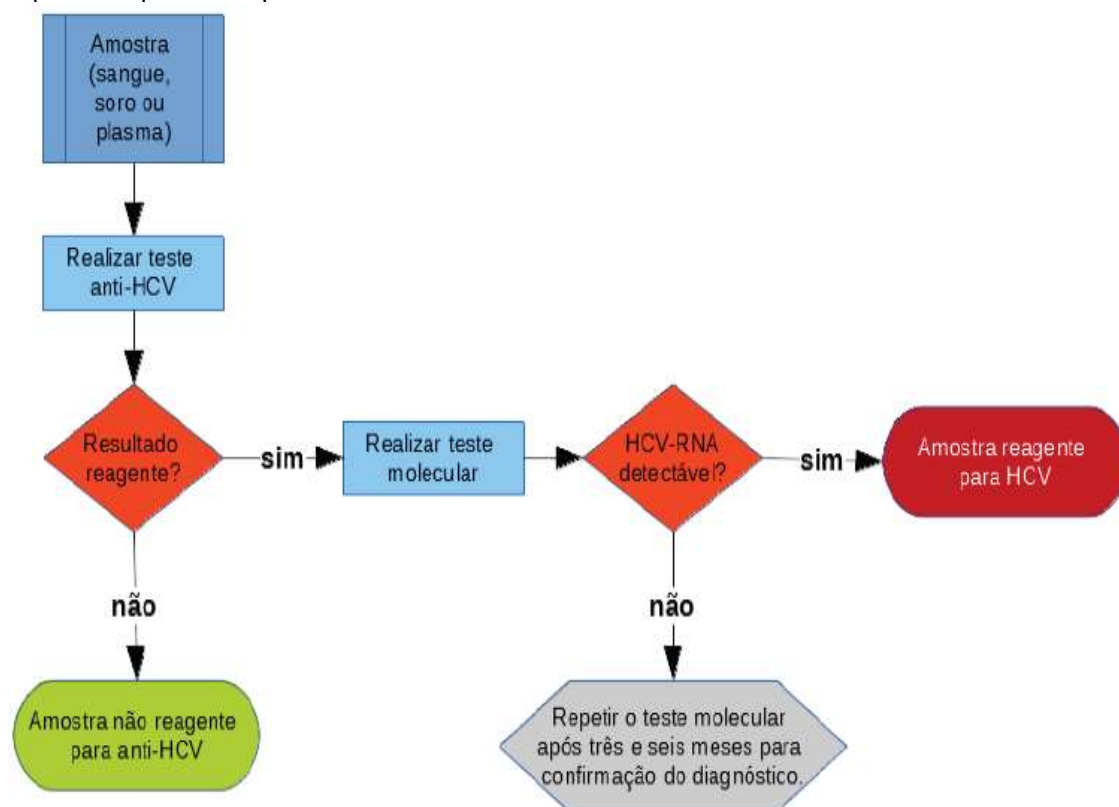 Amostra
(sangue,
soro ou
plasma)
Realizar teste
anti-HCV
Resultado
reagente?
sim
Realizar teste
molecular
HCV-RNA
detectável?
sim
Amostra reagente
para HCV
não
não
Amostra não reagente
para anti-HCV
Repetir o teste molecular
após três e seis meses para
confirmação do diagnóstico.